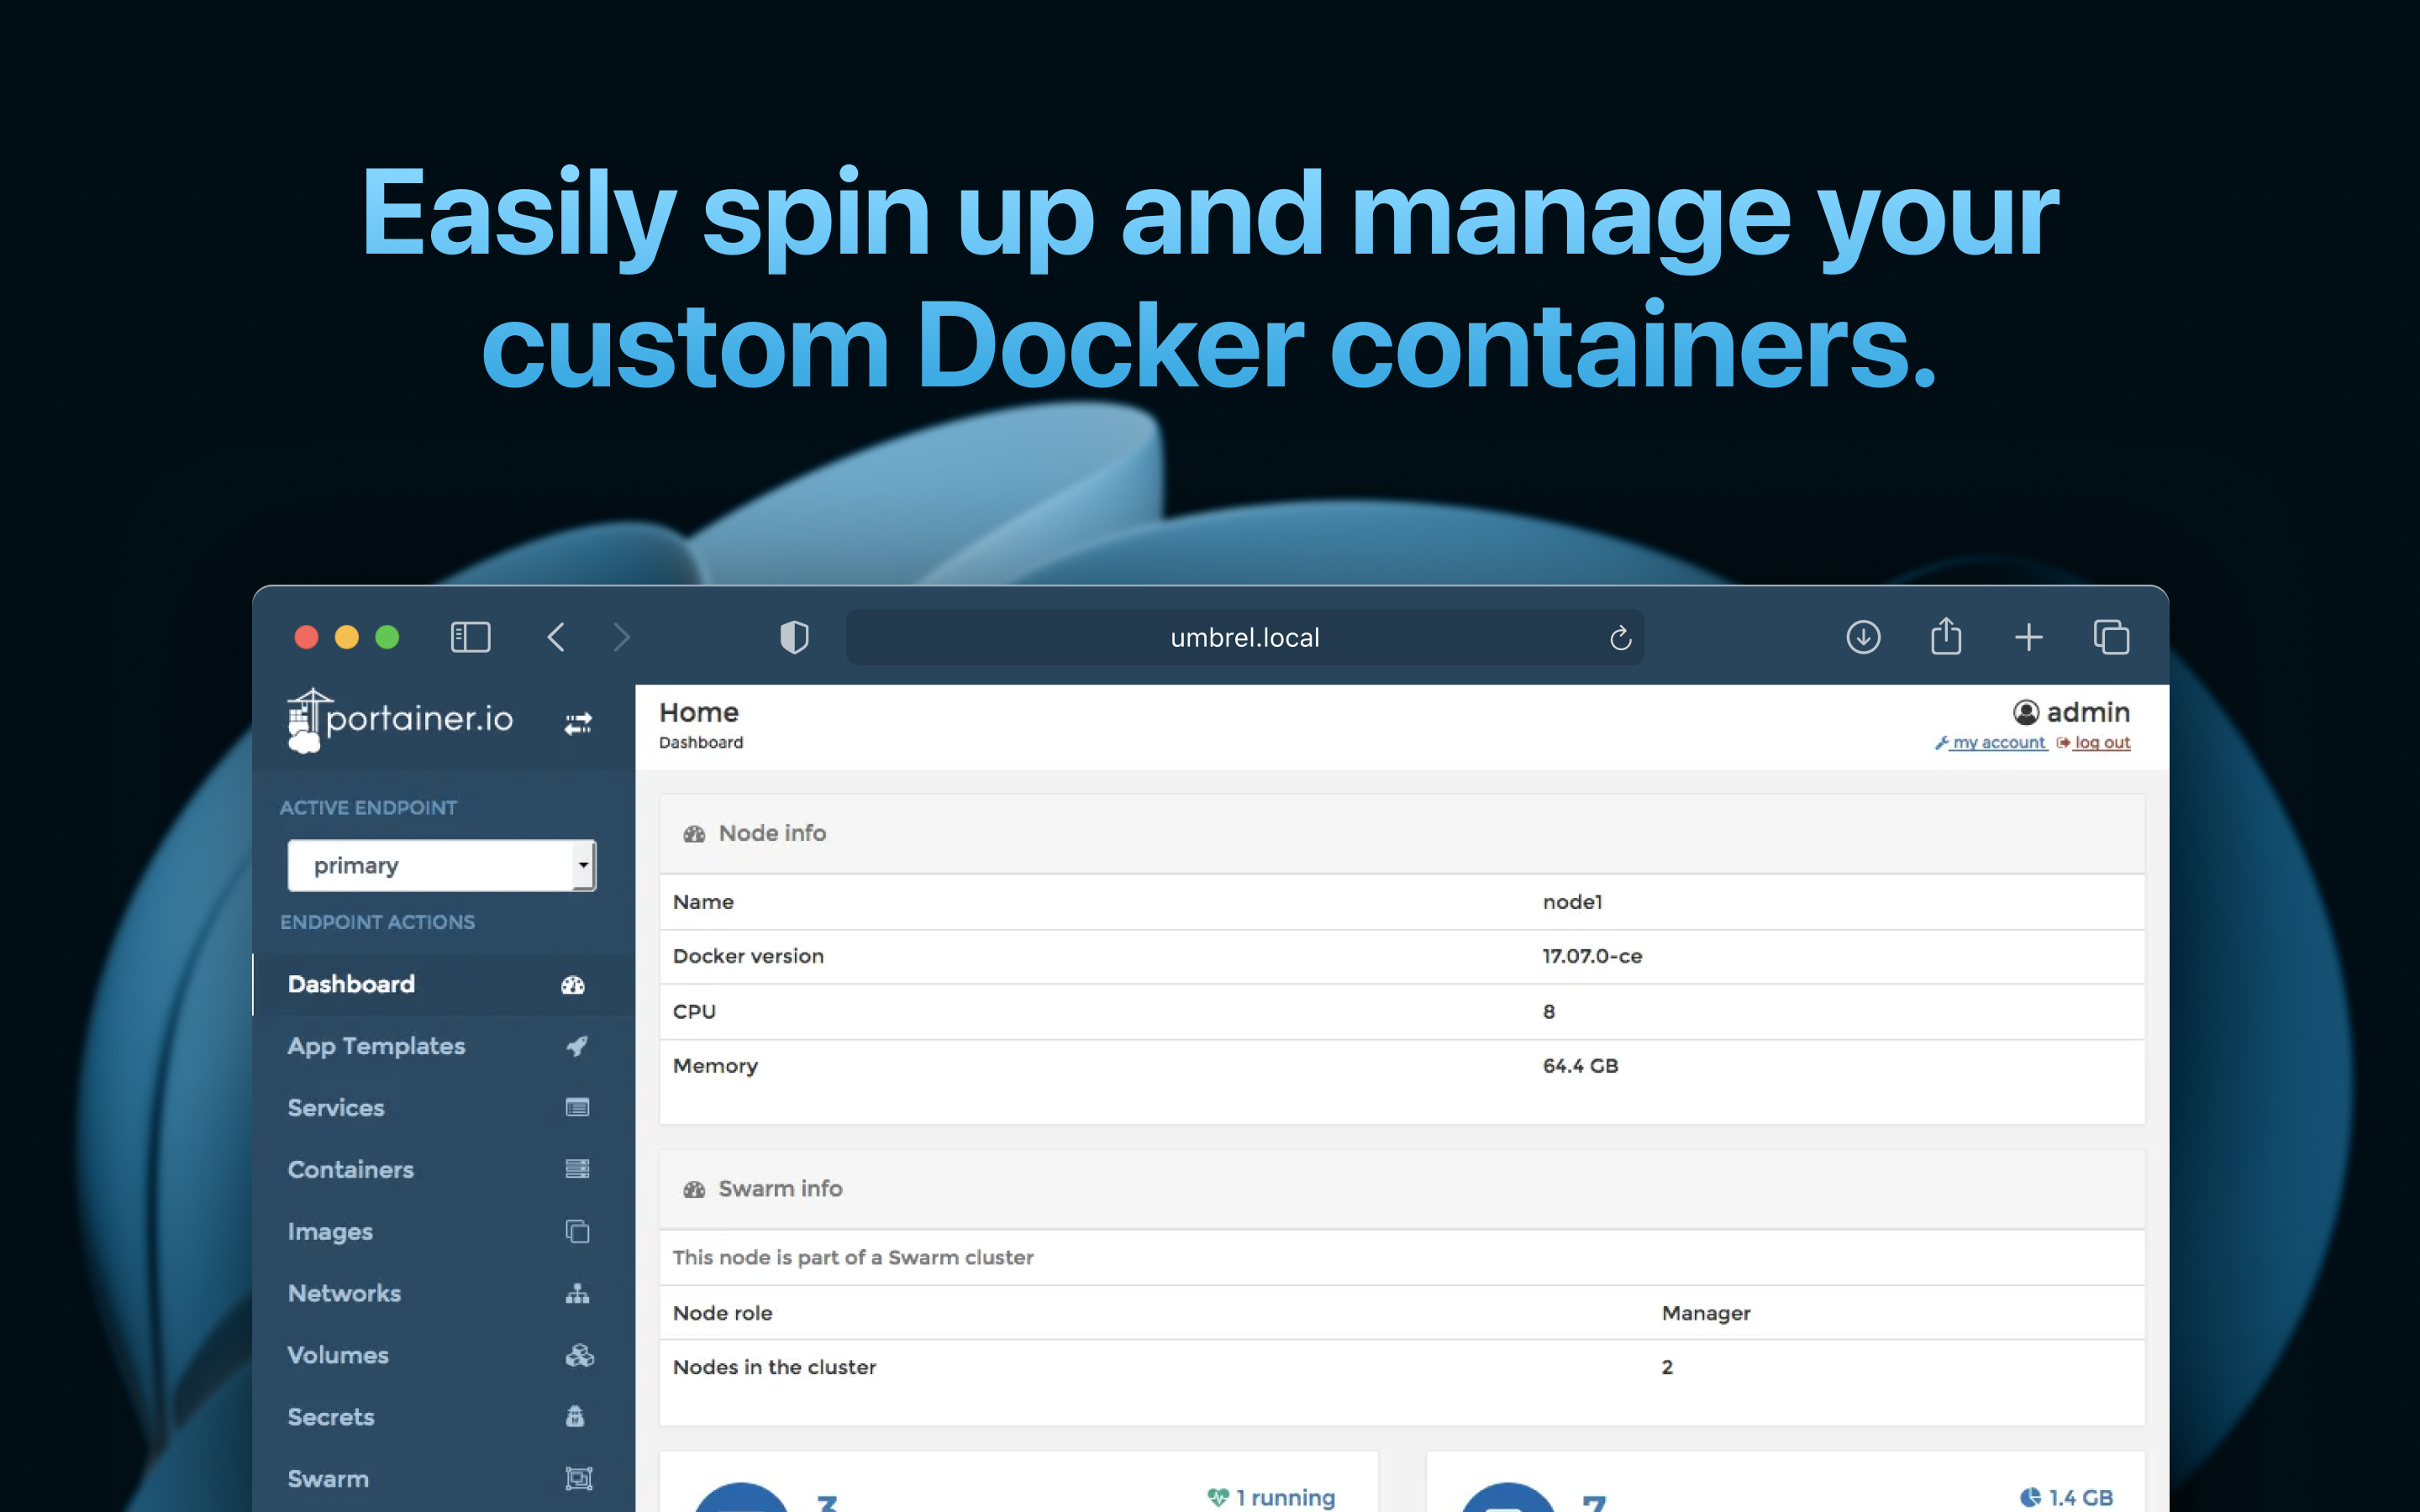 Easily spin up and manage your
custom Docker containers.
umbrel.local
portainer.io
Home
admin
Dashboard
my account log out
ACTIVE ENDPOINT
primary
ENDPOINT ACTIONS
Dashboard
App Templates
Services
Containers
Images
Networks
Volumes
Secrets
Swarm
Node info
Name node1
Docker version 17.07.0-ce
CPU 8
Memory 64.4 GB
Swarm info
This node is part of a Swarm cluster
Node role Manager
Nodes in the cluster 2
3 1 running
7 1.4 GB